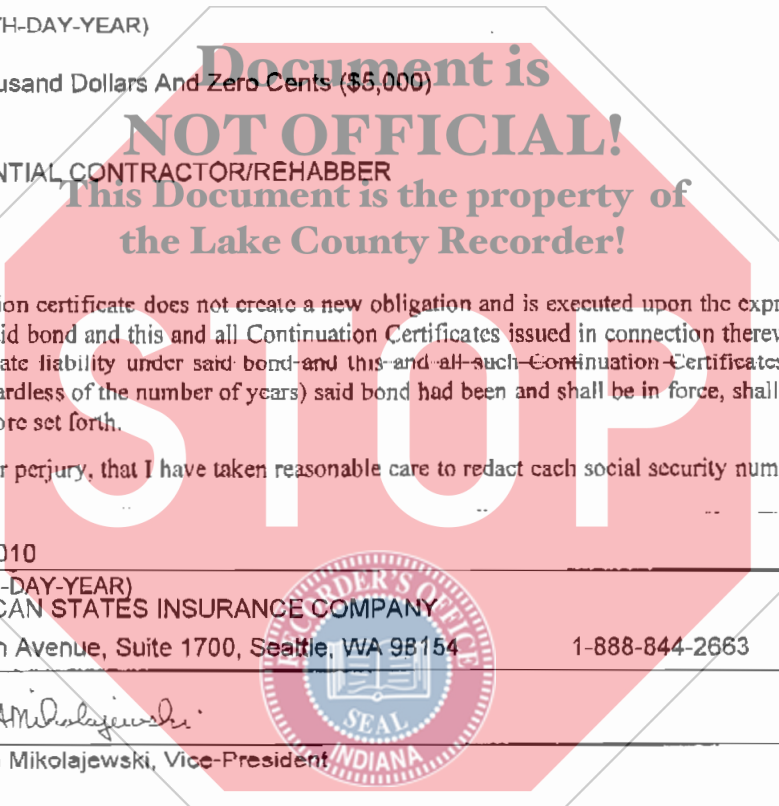 TH-DAY-YEAR)
Document is
usand Dollars And Zero Cents ($5,000)
NOT OFFICIAL!
NTIAL CONTRACTOR/REHABBER
This Document is the property of
the Lake County Recorder!
ion certificate does not create a new obligation and is executed upon the expr
id bond and this and all Continuation Certificates issued in connection therew
ate liability under said bond and this and all such Continuation Certificates
ardless of the number of years) said bond had been and shall be in force, shall
ore set forth.
STOP
r perjury, that I have taken reasonable care to redact each social security num
010
-DAY-YEAR)
CAN STATES INSURANCE COMPANY
n Avenue, Suite 1700, Seattle, WA 98154 1-888-844-2663
RECORDER'S OFFICE
SEAL
INDIANA
AMikolajewski
Mikolajewski, Vice-President